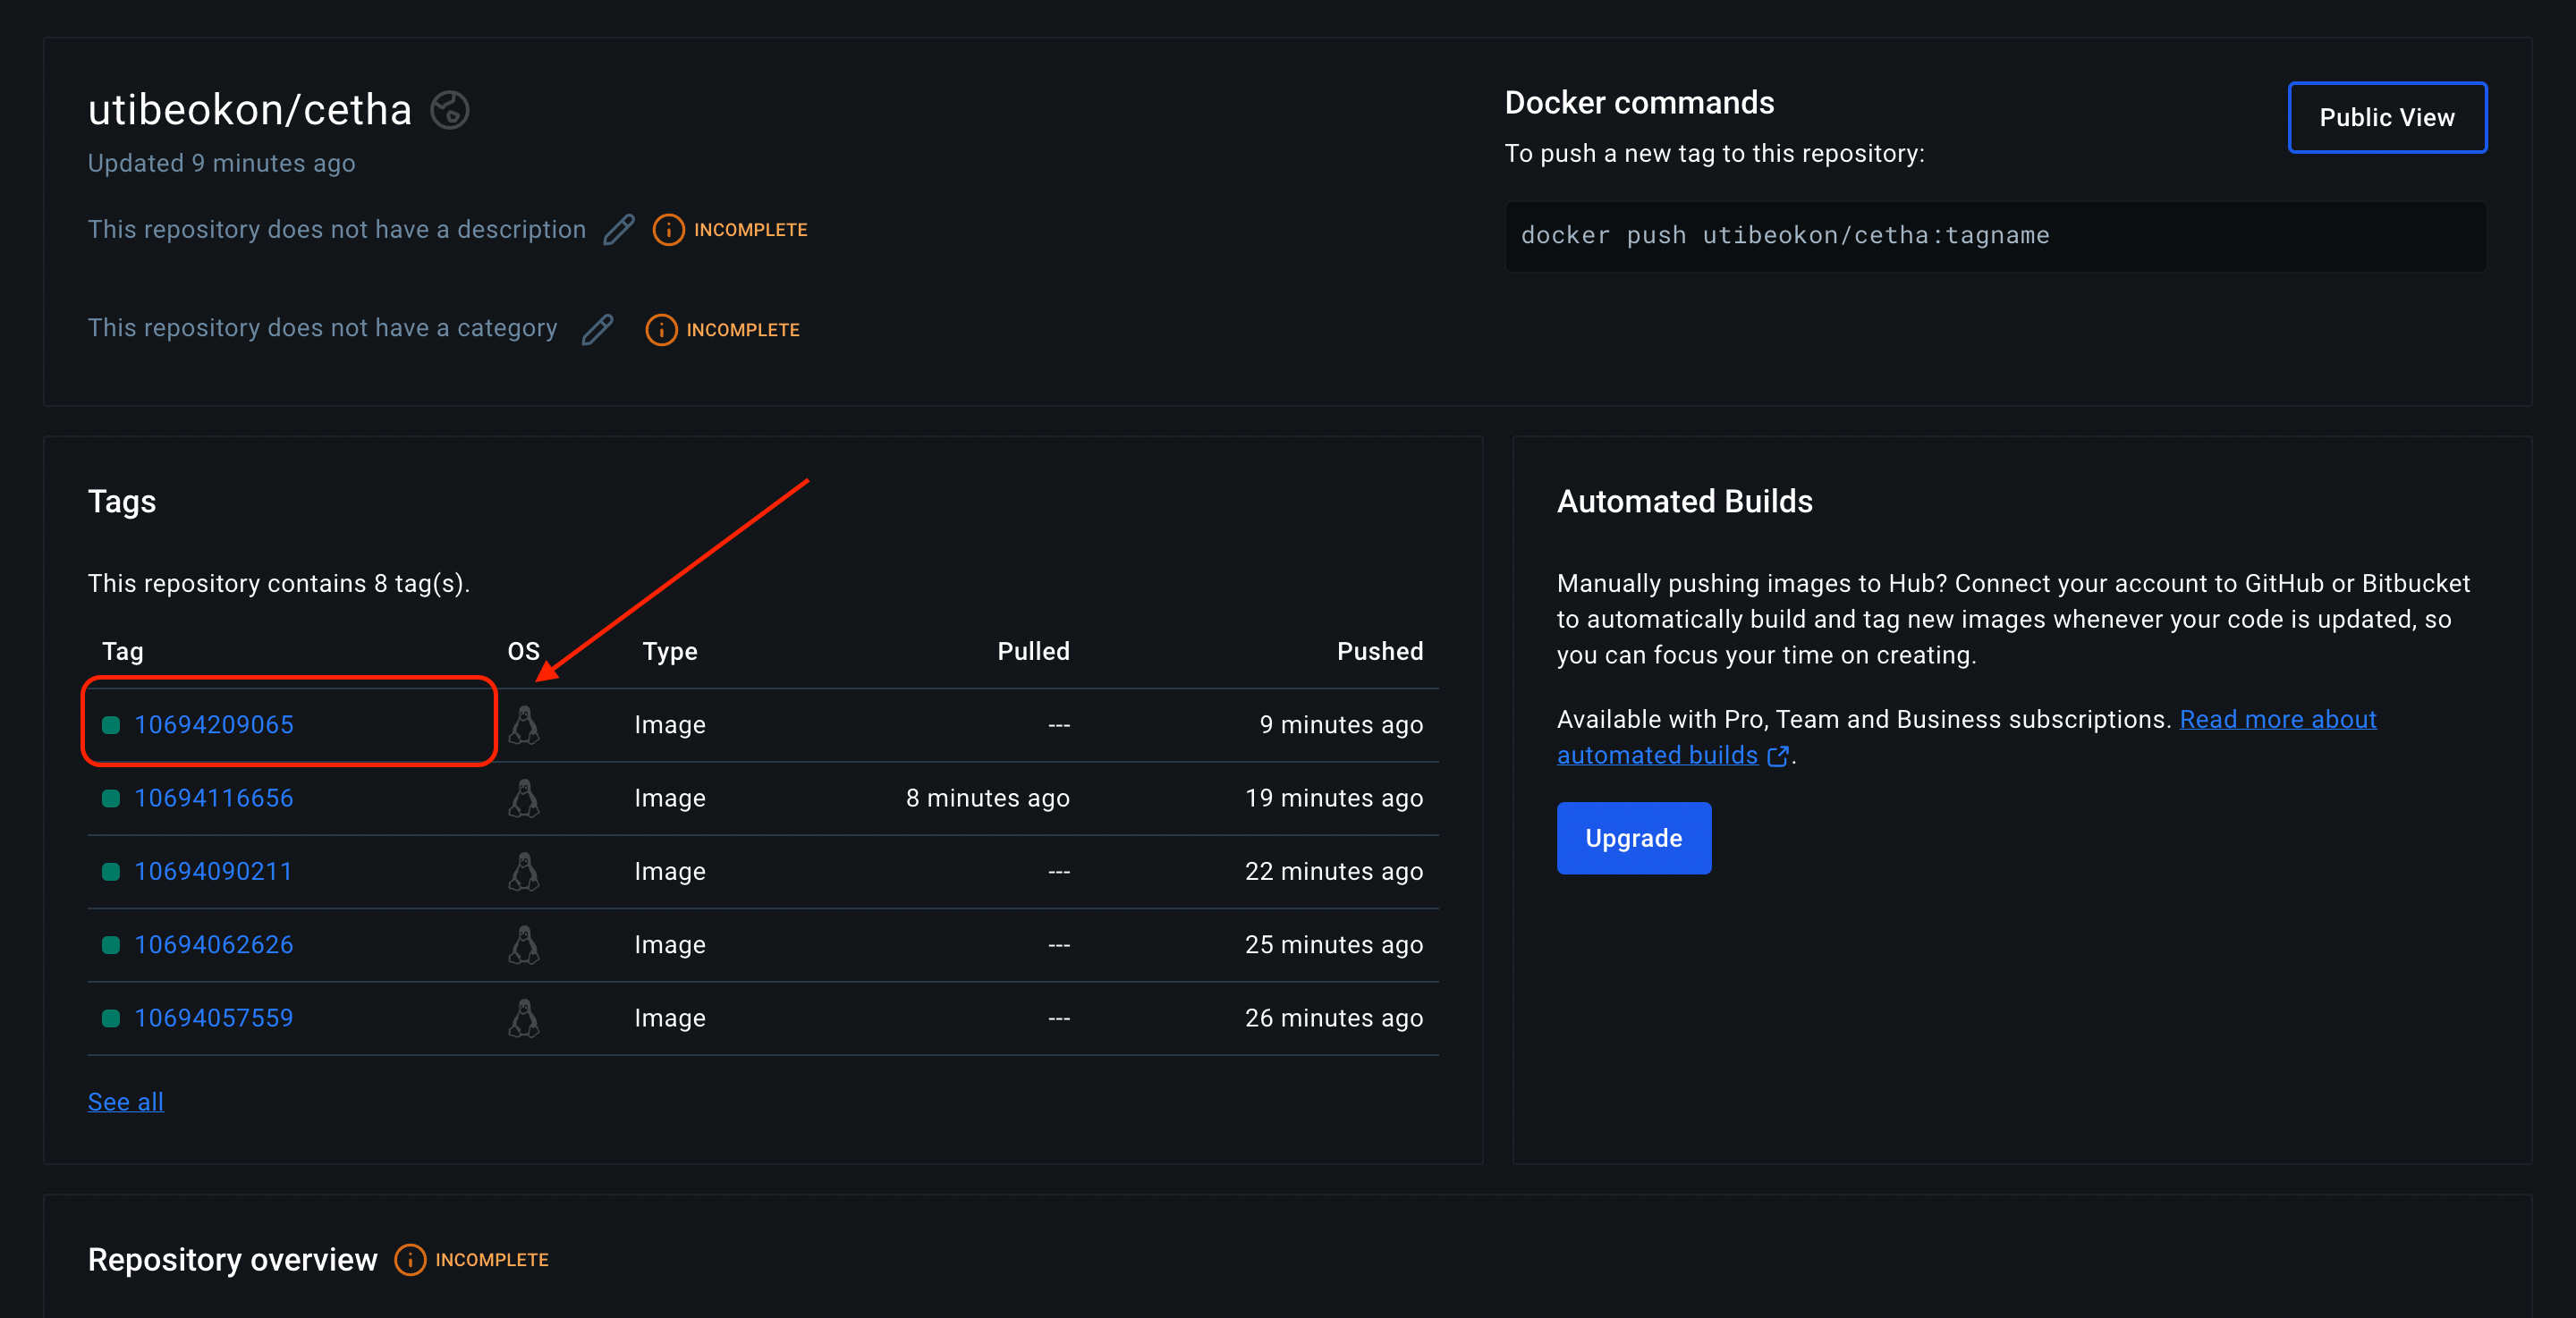 utibeokon/cetha
Updated 9 minutes ago
This repository does not have a description INCOMPLETE
This repository does not have a category INCOMPLETE
Docker commands
To push a new tag to this repository:
Public View
docker push utibeokon/cetha:tagname
Tags
This repository contains 8 tag(s).
Tag OS Type Pulled Pushed
10694209065 Image --- 9 minutes ago
10694116656 Image 8 minutes ago 19 minutes ago
10694090211 Image --- 22 minutes ago
10694062626 Image --- 25 minutes ago
10694057559 Image --- 26 minutes ago
See all
Automated Builds
Manually pushing images to Hub? Connect your account to GitHub or Bitbucket
to automatically build and tag new images whenever your code is updated, so
you can focus your time on creating.
Available with Pro, Team and Business subscriptions. Read more about
automated builds .
Upgrade
Repository overview INCOMPLETE